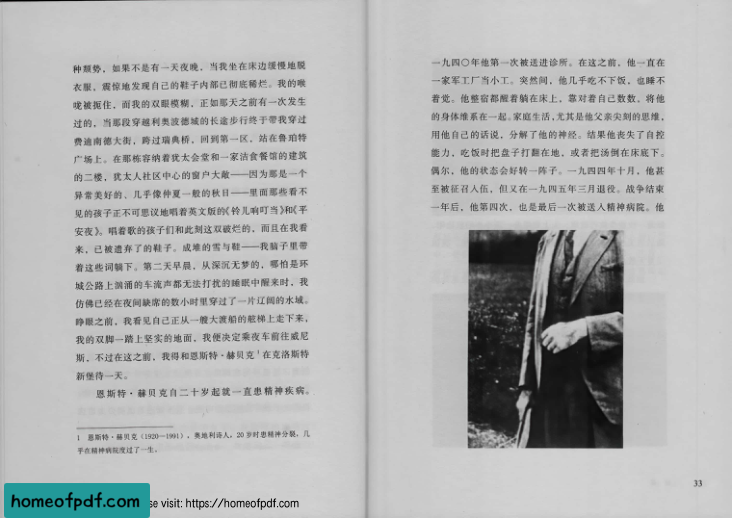 种颓势，如果不是有一天夜晚，当我坐在床边缓慢地脱
衣服，震惊地发现自己的鞋子内部已彻底稀烂。我的喉
咙被扼住，而我的双眼模糊，正如那天之前有一次发生
过的，当那段穿越利奥波德城的长途步行终于带我穿过
费迪南德大街，跨过瑞典桥，回到第一区，站在鲁珀特
广场上。在那栋容纳着犹太会堂和一家洁食餐馆的建筑
的二楼，犹太人社区中心的窗户大敞——因为那是一个
异常美好的、几乎像仲夏一般的秋日——里面那些看不
见的孩子正不可思议地唱着英文版的《铃儿响叮当》和《平
安夜》。唱着歌的孩子们和此刻这双破烂的，而且在我看
来，已被遗弃了的鞋子。成堆的雪与鞋——我脑子里带
着这些词躺下。第二天早晨，从深沉无梦的，哪怕是环
城公路上汹涌的车流声都无法打扰的睡眠中醒来时，我
仿佛已经在夜间缺席的数小时里穿过了一片辽阔的水域。
睁眼之前，我看见自己正从一艘大渡船的舷梯上走下来，
我的双脚一踏上坚实的地面，我便决定乘夜车前往威尼
斯，不过在这之前，我得和恩斯特·赫贝克1在克洛斯特
新堡待一天。
恩斯特·赫贝克自二十岁起就一直患精神疾病。
1 恩斯特·赫贝克（1920—1991），奥地利诗人，20 岁时患精神分裂，几
乎在精神病院度过了一生。
一九四〇年他第一次被送进诊所。在这之前，他一直在
一家军工厂当小工。突然间，他几乎吃不下饭，也睡不
着觉。他整宿都醒着躺在床上，靠对着自己数数，将他
的身体维系在一起。家庭生活，尤其是他父亲尖刻的思维，
用他自己的话说，分解了他的神经。结果他丧失了自控
能力，吃饭时把盘子打翻在地，或者把汤倒在床底下。
偶尔，他的状态会好转一阵子。一九四四年十月，他甚
至被征召入伍，但又在一九四五年三月退役。战争结束
一年后，他第四次，也是最后一次被送入精神病院。他
33
homeofpdf.com
se visit: https://homeofpdf.com